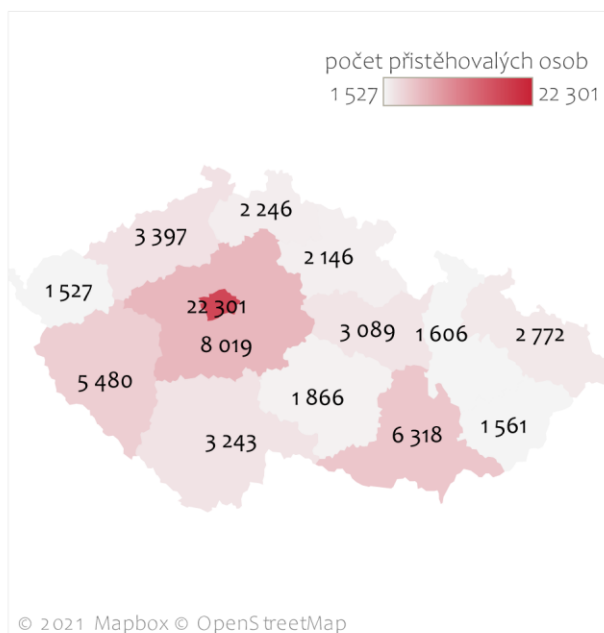 počet přistěhovalých osob
1 527 22 301
2 246
3 397
2 146
1 527
22 301
3 089 1 606 2 772
8 019
5 480
1 866
3 243 6 318 1 561
© 2021 Mapbox © OpenStreetMap